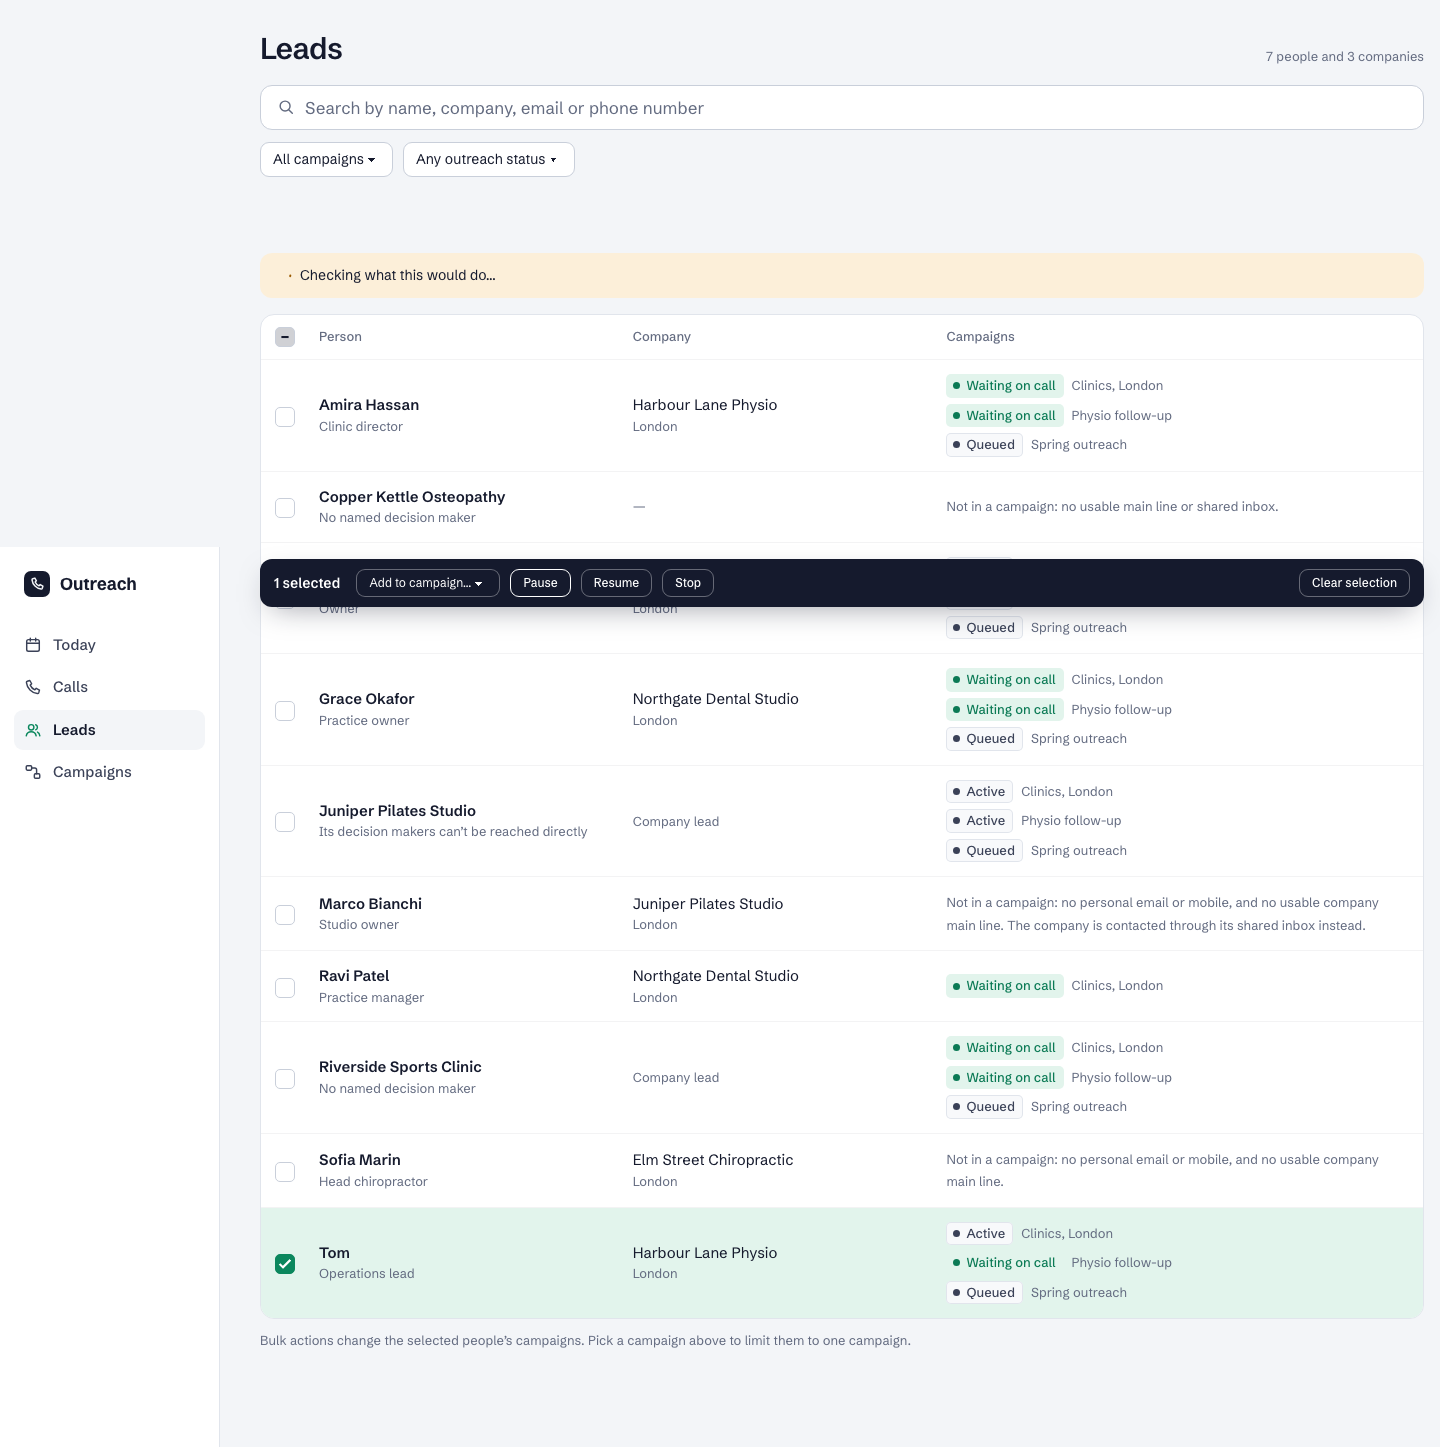 Leads
7 people and 3 companies
Search by name, company, email or phone number
All campaigns
Any outreach status
Checking what this would do...
Person
Company
Campaigns
Amira Hassan
Clinic director
Harbour Lane Physio
London
Waiting on call Clinics, London
Waiting on call Physio follow-up
Queued Spring outreach
Copper Kettle Osteopathy
No named decision maker
—
Not in a campaign: no usable main line or shared inbox.
1 selected
Add to campaign...
Pause
Resume
Stop
Clear selection
Owner
London
Queued Spring outreach
Grace Okafor
Practice owner
Northgate Dental Studio
London
Waiting on call Clinics, London
Waiting on call Physio follow-up
Queued Spring outreach
Juniper Pilates Studio
Its decision makers can't be reached directly
Company lead
Active Clinics, London
Active Physio follow-up
Queued Spring outreach
Marco Bianchi
Studio owner
Juniper Pilates Studio
London
Not in a campaign: no personal email or mobile, and no usable company
main line. The company is contacted through its shared inbox instead.
Ravi Patel
Practice manager
Northgate Dental Studio
London
Waiting on call Clinics, London
Riverside Sports Clinic
No named decision maker
Company lead
Waiting on call Clinics, London
Waiting on call Physio follow-up
Queued Spring outreach
Sofia Marin
Head chiropractor
Elm Street Chiropractic
London
Not in a campaign: no personal email or mobile, and no usable company
main line.
Tom
Operations lead
Harbour Lane Physio
London
Active Clinics, London
Waiting on call Physio follow-up
Queued Spring outreach
Bulk actions change the selected people's campaigns. Pick a campaign above to limit them to one campaign.
Outreach
Today
Calls
Leads
Campaigns